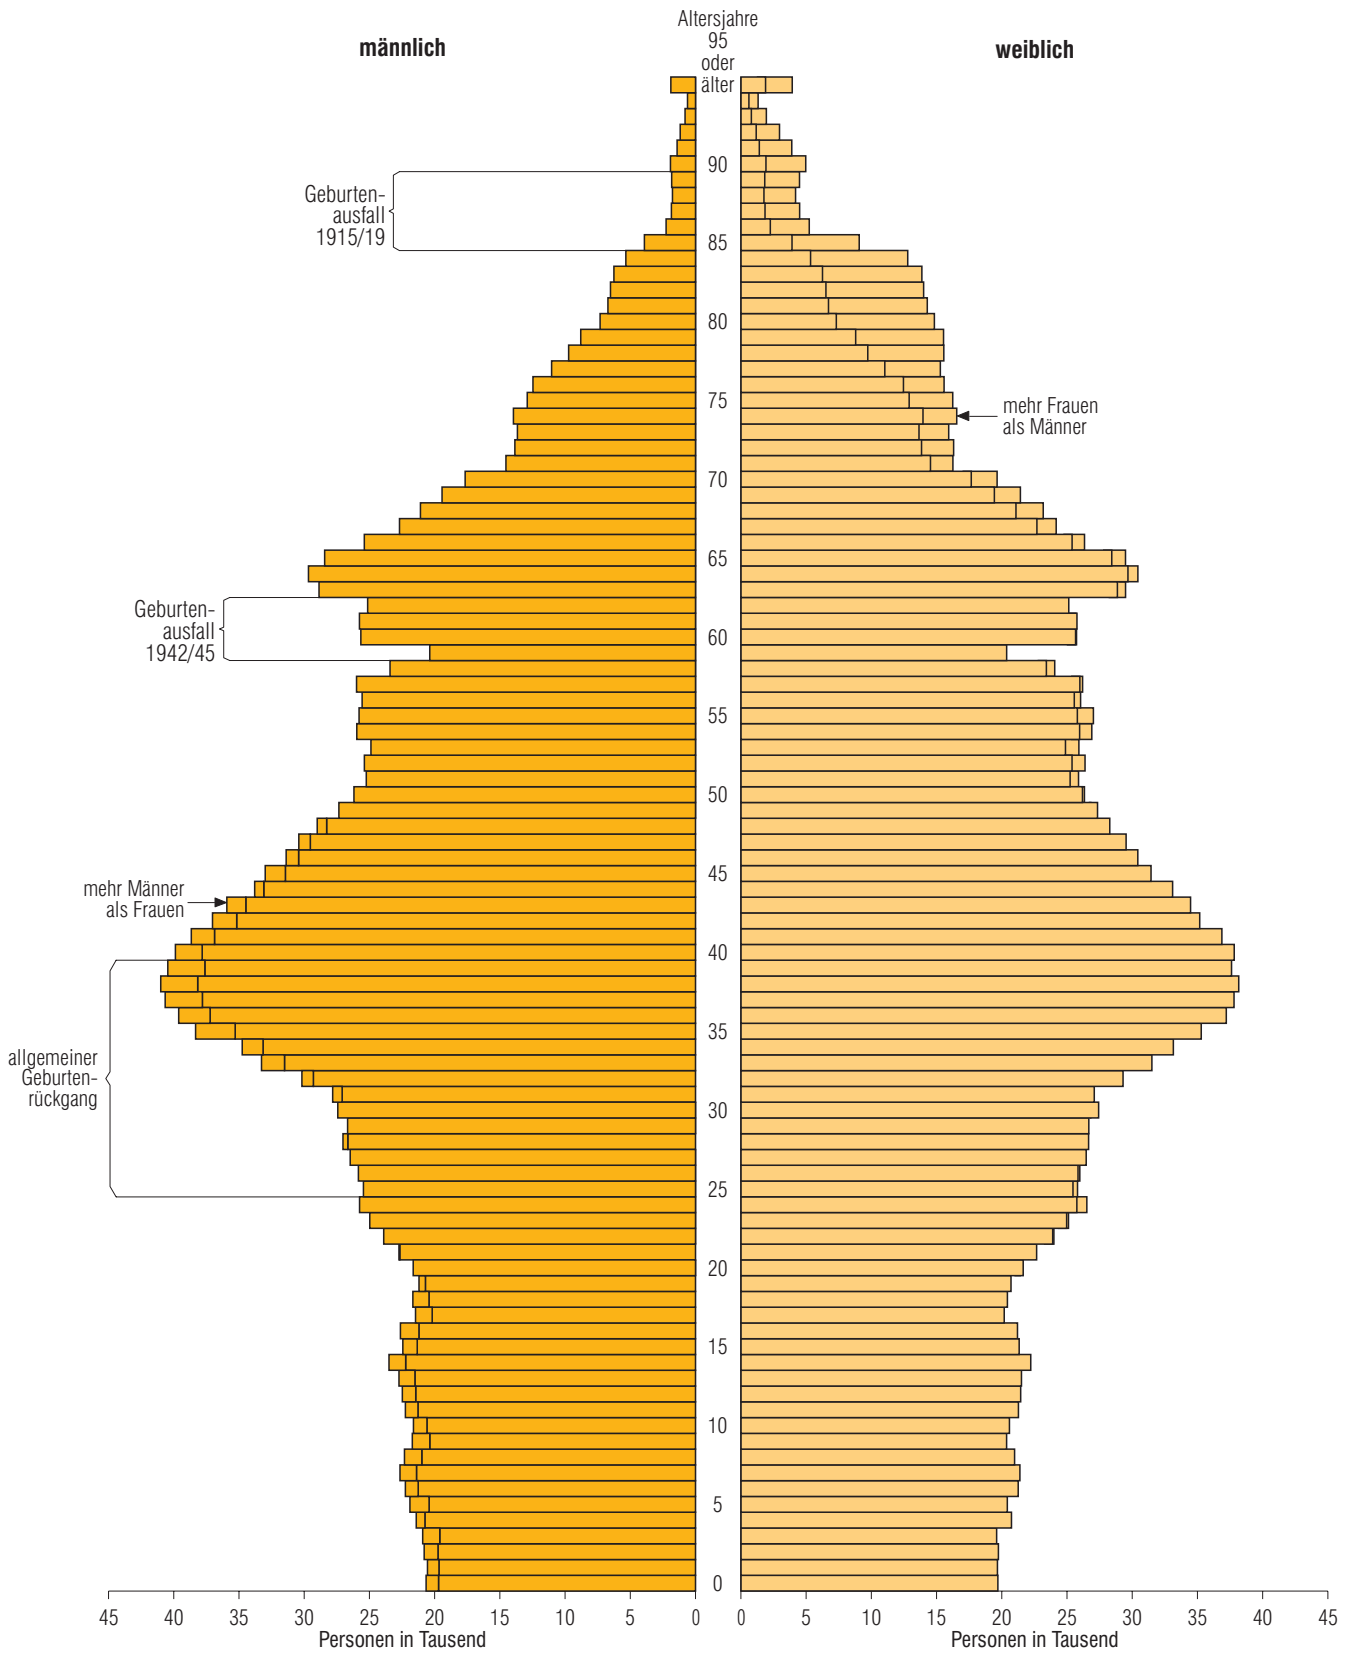 Altersjahre
95
oder
älter
männlich
weiblich
90
Geburten-
ausfall
1915/19
85
80
75
mehr Frauen
als Männer
70
65
Geburten-
ausfall
1942/45
60
55
50
45
mehr Männer
als Frauen
40
35
allgemeiner
Geburten-
rückgang
30
25
20
15
10
5
0
45 40 35 30 25 20 15 10 5 0
0 5 10 15 20 25 30 35 40 45
Personen in Tausend
Personen in Tausend